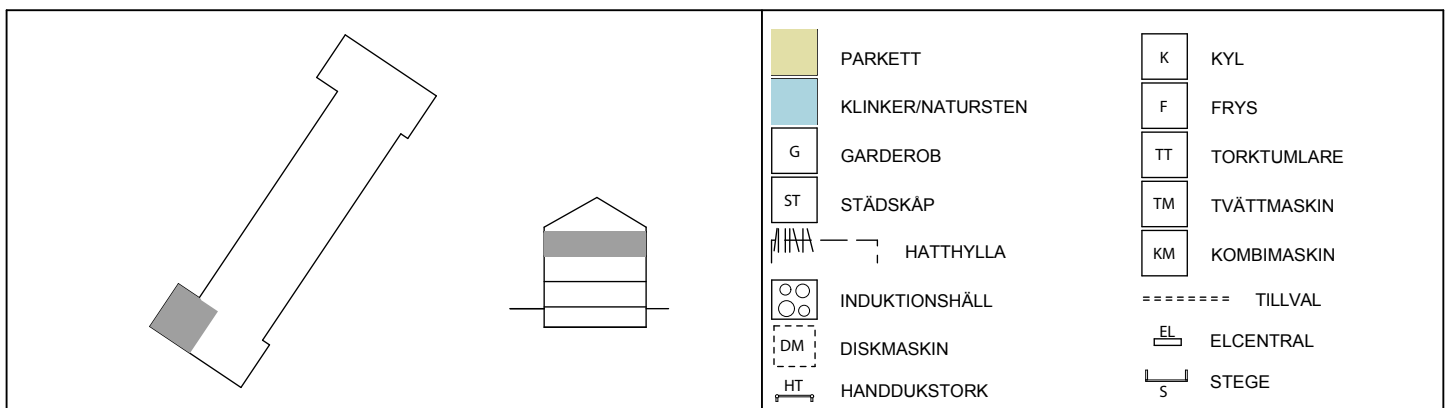 PARKETT
KLINKER/NATURSTEN
G GARDEROB
ST STÄDSKÅP
HATTHYLLA
INDUKTIONSHÄLL
DM DISKMASKIN
HT HANDDUKSTORK
K KYL
F FRYS
TT TORKTUMLARE
TM TVÄTTMASKIN
KM KOMBIMASKIN
TILLVAL
EL ELCENTRAL
S STEGE